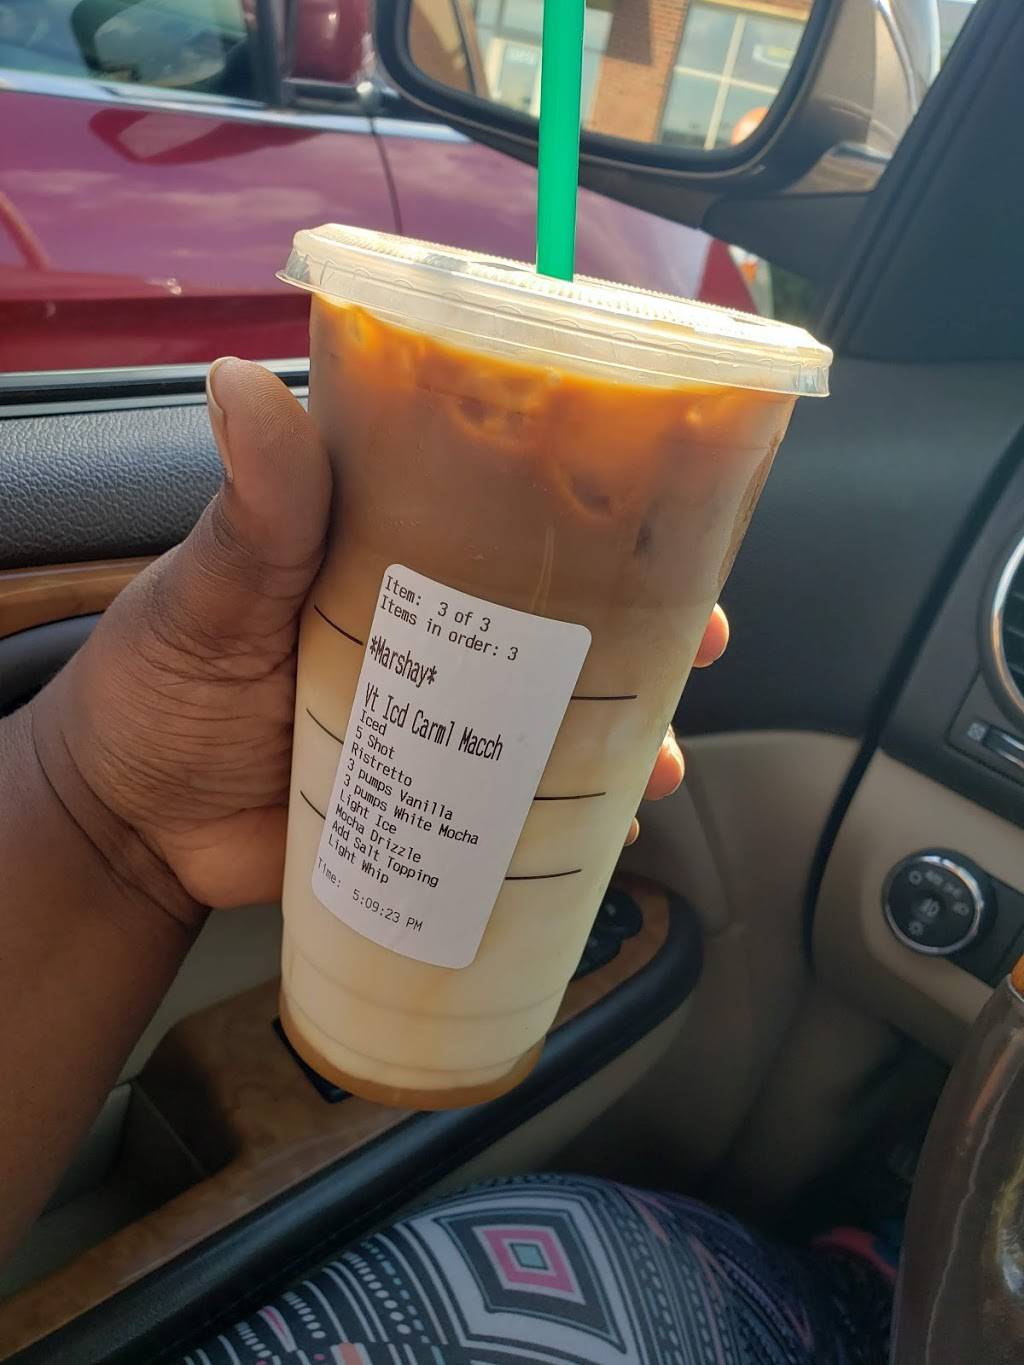 Item: 3 of 3
Items in order: 3
*Marshay*
Vt Icd Carml Macch
Iced
5 Shot
Ristretto
3 pumps Vanilla
3 pumps White Mocha
Light Ice
Mocha Drizzle
Add Salt Topping
Light Whip
Time: 5:09:23 PM